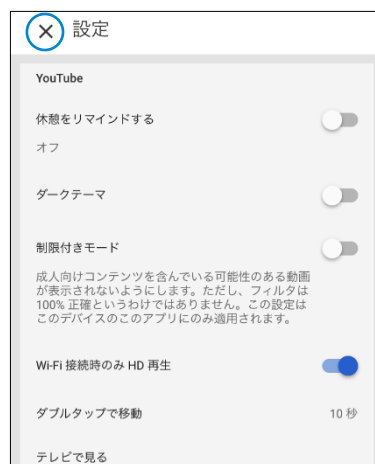 設定
YouTube
休憩をリマインドする
オフ
ダークテーマ
制限付きモード
成人向けコンテンツを含んでいる可能性のある動画
が表示されないようにします。ただし、フィルタは
100% 正確というわけではありません。この設定は
このデバイスのこのアプリにのみ適用されます。
Wi-Fi 接続時のみ HD 再生
ダブルタップで移動 10 秒
テレビで見る